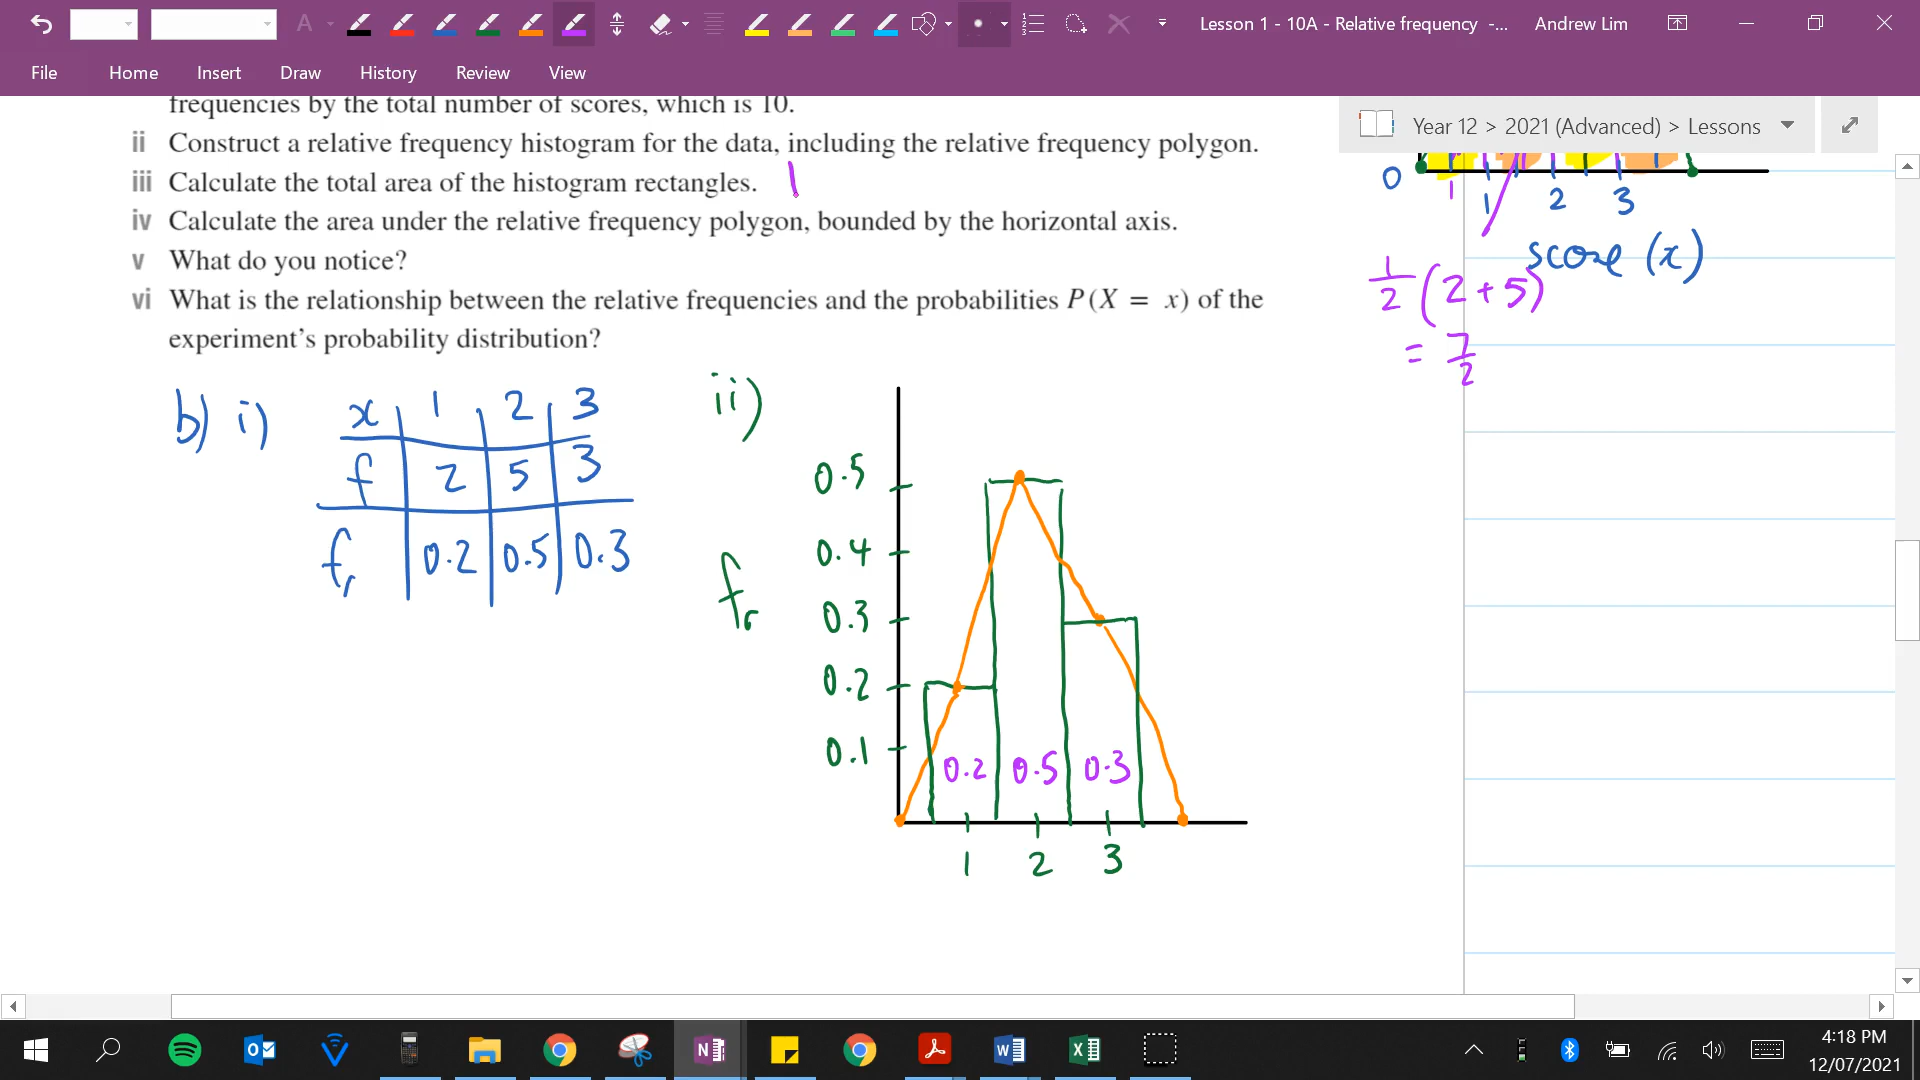 Lesson 1 - 10A - Relative frequency -...
Andrew Lim
File Home Insert Draw History Review View
Year 12 > 2021 (Advanced) > Lessons
frequencies by the total number of scores, which is 10.
ii Construct a relative frequency histogram for the data, including the relative frequency polygon.
iii Calculate the total area of the histogram rectangles. 1
iv Calculate the area under the relative frequency polygon, bounded by the horizontal axis.
v What do you notice?
vi What is the relationship between the relative frequencies and the probabilities P(X = x) of the
experiment's probability distribution?
0 1 1 2 3
score (x)
1/2 (2 + 5)
= 7/2
b) i)
x 1 2 3
f 2 5 3
fr 0.2 0.5 0.3
ii)
0.5
0.4
fr
0.3
0.2
0.1
0.2 0.5 0.3
1 2 3
4:18 PM
12/07/2021